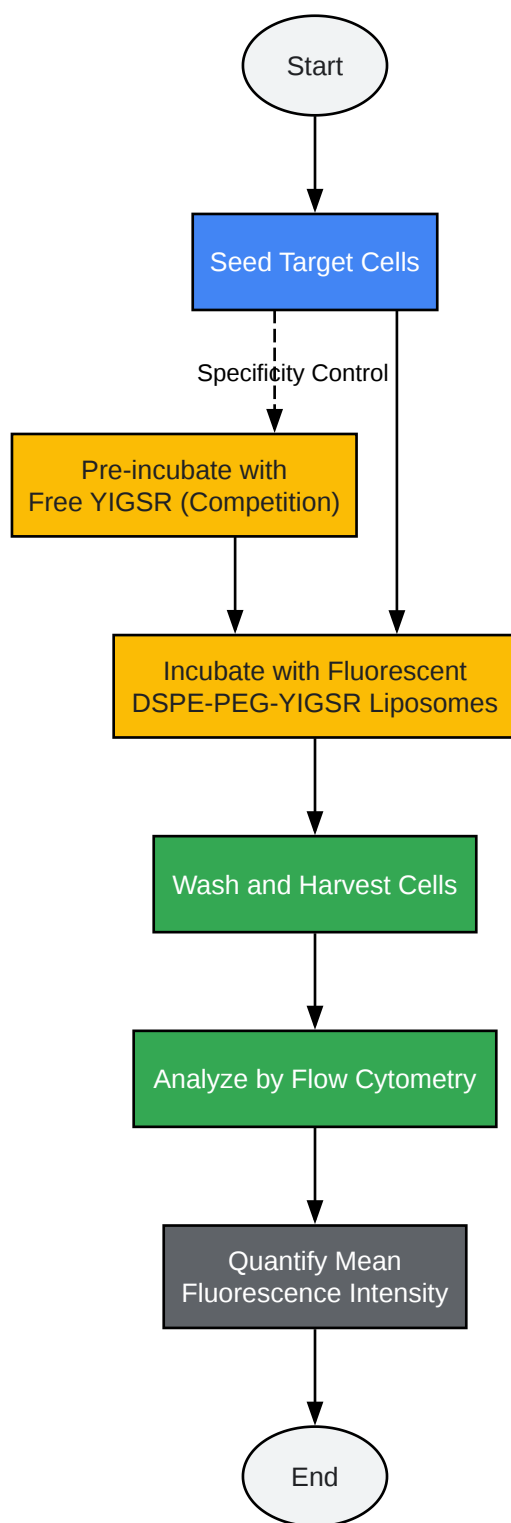 Start
Seed Target Cells
Specificity Control
Pre-incubate with
Free YIGSR (Competition)
Incubate with Fluorescent
DSPE-PEG-YIGSR Liposomes
Wash and Harvest Cells
Analyze by Flow Cytometry
Quantify Mean
Fluorescence Intensity
End